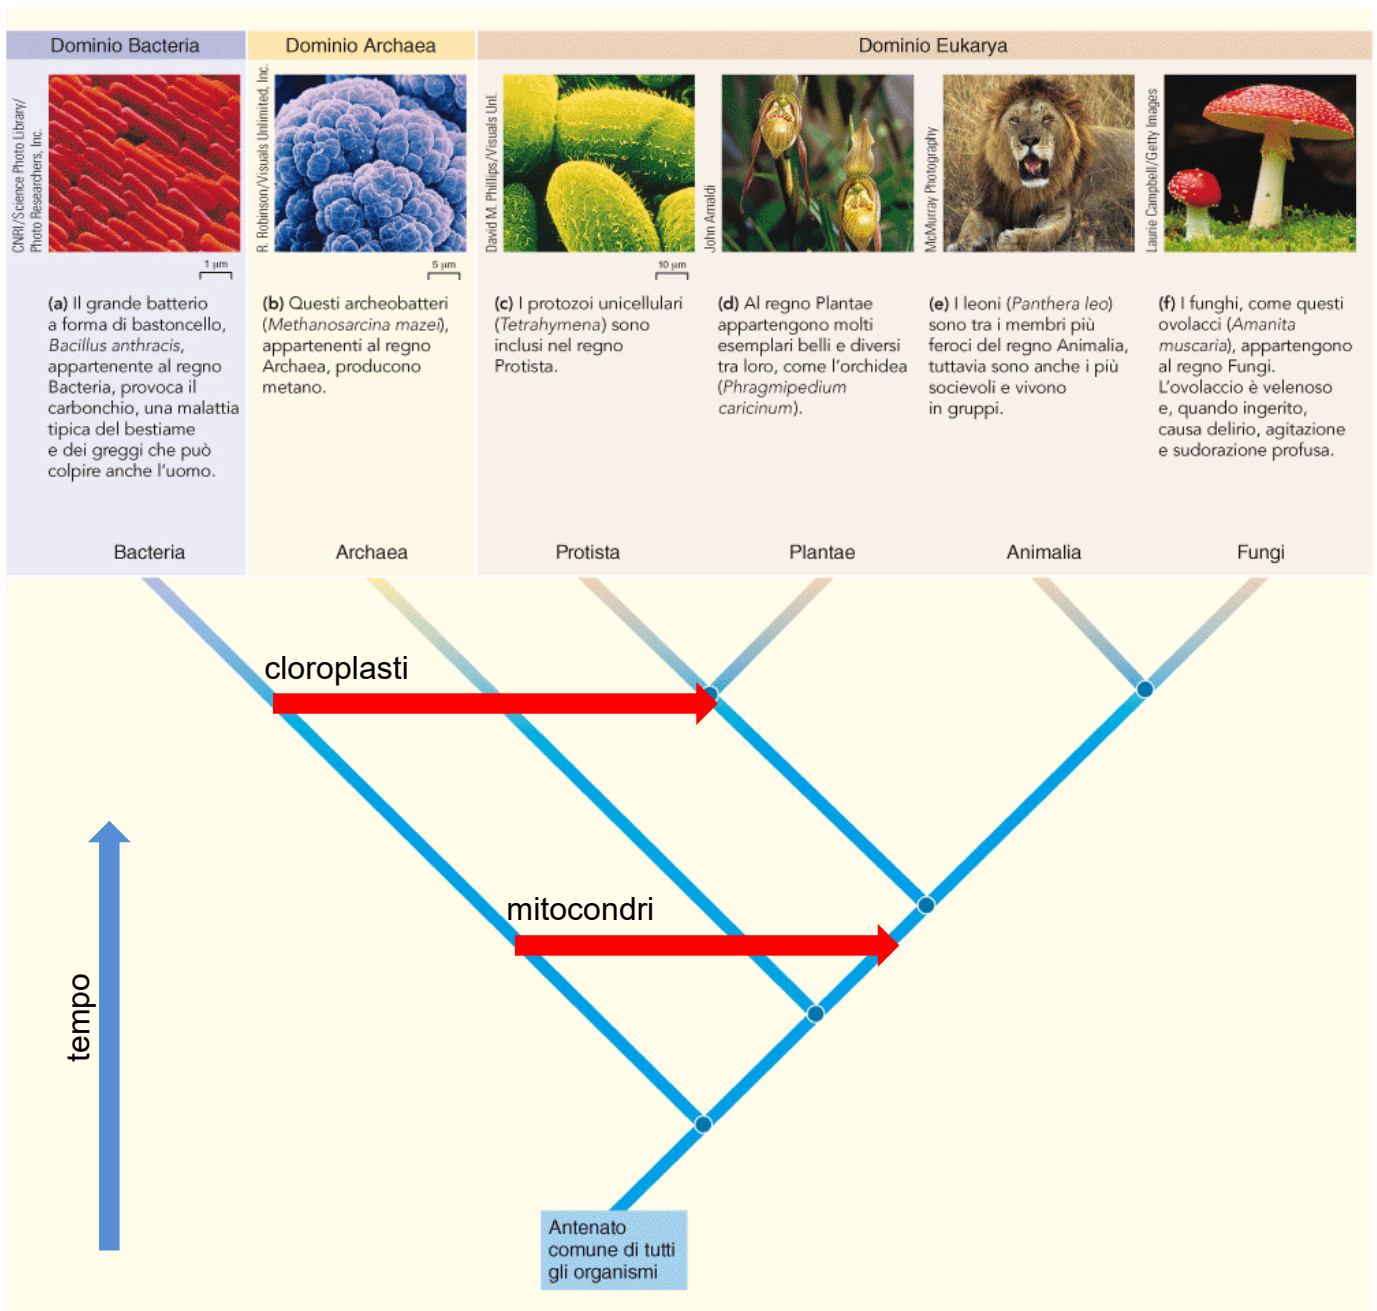 Dominio Bacteria
Dominio Archaea
Dominio Eukarya
CNRI/Science Photo Library/
Photo Researchers, Inc.
R. Robinson/Visuals Unlimited, Inc.
David M. Phillips/Visuals Unl.
John Arnaldi
McMurray Photography
Laurie Campbell/Getty Images
1 µm
5 µm
10 µm
(a) Il grande batterio
a forma di bastoncello,
Bacillus anthracis,
appartenente al regno
Bacteria, provoca il
carbonchio, una malattia
tipica del bestiame
e dei greggi che può
colpire anche l'uomo.
(b) Questi archeobatteri
(Methanosarcina mazei),
appartenenti al regno
Archaea, producono
metano.
(c) I protozoi unicellulari
(Tetrahymena) sono
inclusi nel regno
Protista.
(d) Al regno Plantae
appartengono molti
esemplari belli e diversi
tra loro, come l'orchidea
(Phragmipedium
caricinum).
(e) I leoni (Panthera leo)
sono tra i membri più
feroci del regno Animalia,
tuttavia sono anche i più
socievoli e vivono
in gruppi.
(f) I funghi, come questi
ovolacci (Amanita
muscaria), appartengono
al regno Fungi.
L'ovolaccio è velenoso
e, quando ingerito,
causa delirio, agitazione
e sudorazione profusa.
Bacteria
Archaea
Protista
Plantae
Animalia
Fungi
cloroplasti
mitocondri
tempo
Antenato
comune di tutti
gli organismi